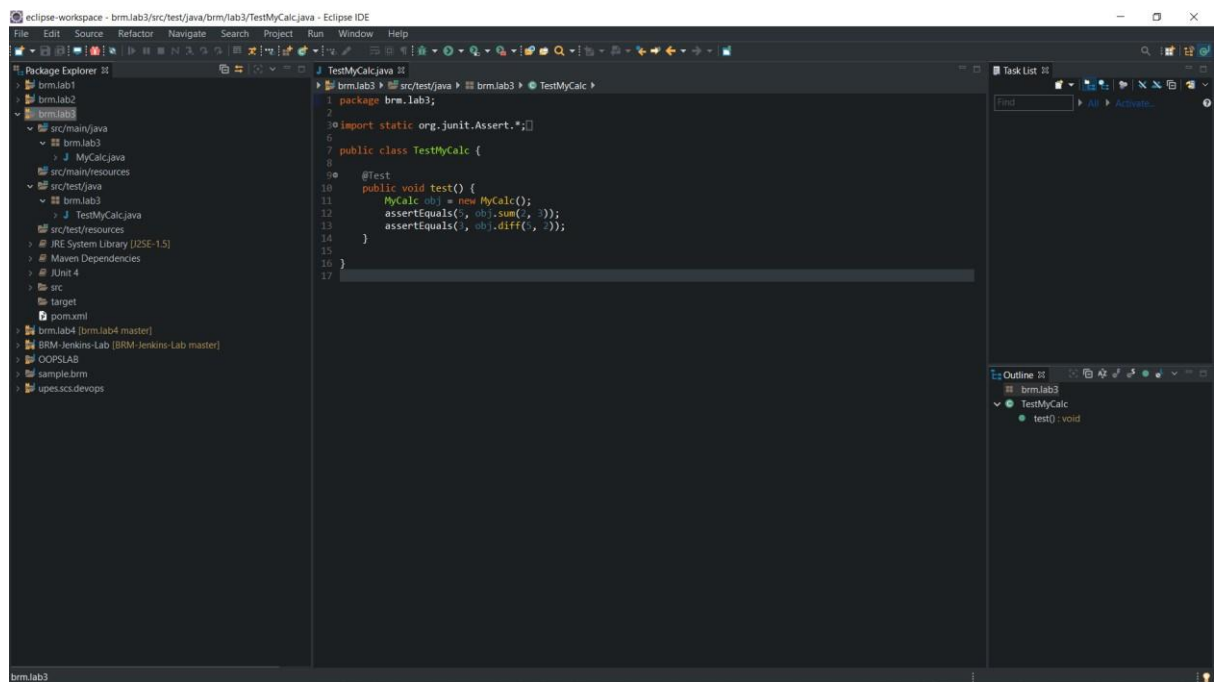 eclipse-workspace - brm.lab3/src/test/java/brm/lab3/TestMyCalc.java - Eclipse IDE
File Edit Source Refactor Navigate Search Project Run Window Help
Package Explorer
brm.lab1
brm.lab2
brm.lab3
src/main/java
brm.lab3
MyCalc.java
src/main/resources
src/test/java
brm.lab3
TestMyCalc.java
src/test/resources
JRE System Library [J2SE-1.5]
Maven Dependencies
JUnit 4
src
target
pom.xml
brm.lab4 [brm.lab4 master]
BRM-Jenkins-Lab [BRM-Jenkins-Lab master]
OOPSLAB
sample.brm
upes.scs.devops
TestMyCalc.java
brm.lab3 src/test/java brm.lab3 TestMyCalc
1 package brm.lab3;
2
3 import static org.junit.Assert.*;
6
7 public class TestMyCalc {
8
9 @Test
10 public void test() {
11 MyCalc obj = new MyCalc();
12 assertEquals(5, obj.sum(2, 3));
13 assertEquals(3, obj.diff(5, 2));
14 }
15
16 }
17
Task List
Find All Activate...
Outline
brm.lab3
TestMyCalc
test() : void
brm.lab3